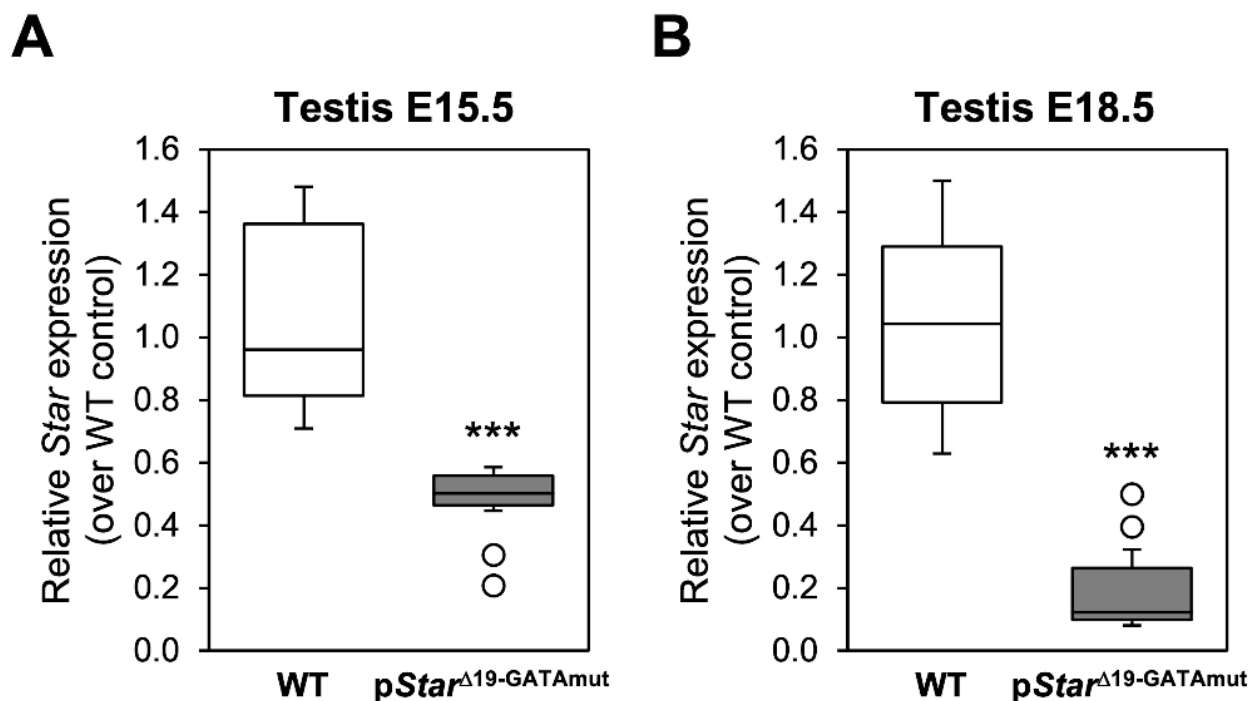 A
Testis E15.5
Relative Star expression
(over WT control)
1.6
1.4
1.2
1.0
0.8
0.6
0.4
0.2
0.0
***
WT pStarΔ19-GATAmut
B
Testis E18.5
Relative Star expression
(over WT control)
1.6
1.4
1.2
1.0
0.8
0.6
0.4
0.2
0.0
***
WT pStarΔ19-GATAmut